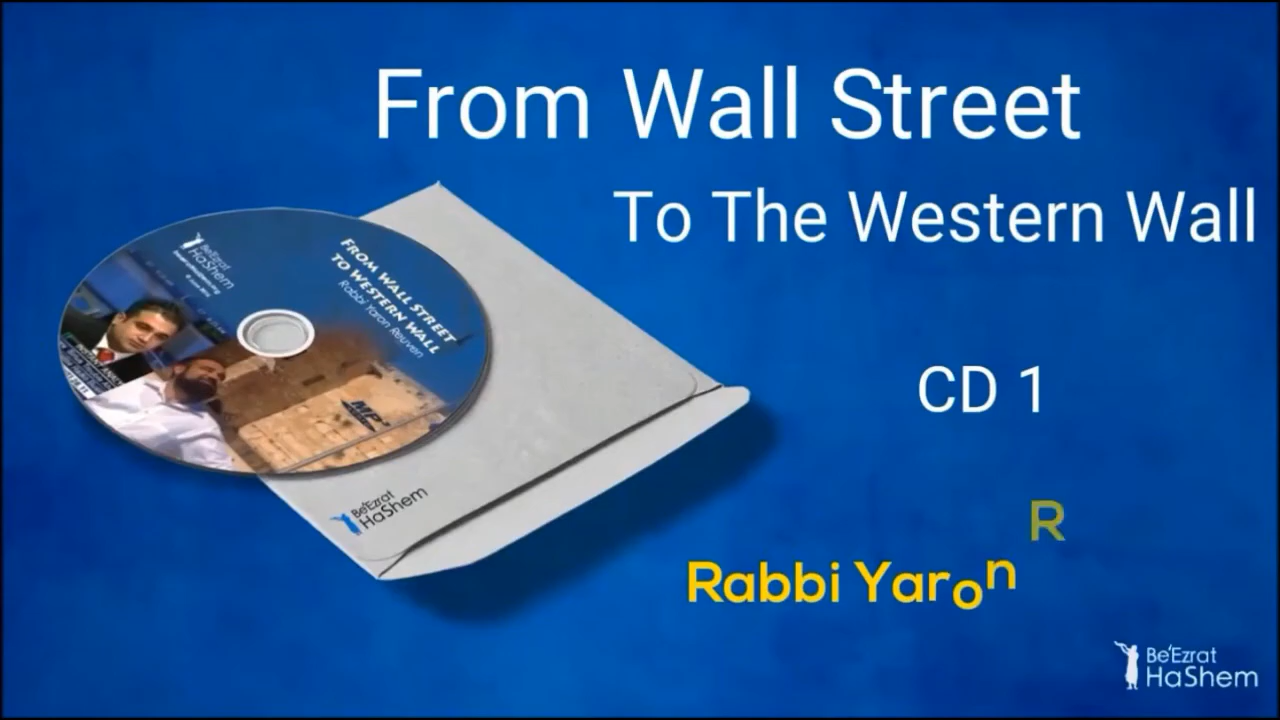 From Wall Street
To The Western Wall
CD 1
R
Rabbi Yaron
Be'Ezrat
HaShem
FROM WALL STREET
TO WESTERN WALL
Rabbi Yaron Reuven
Be'Ezrat
HaShem
Be'Ezrat
HaShem